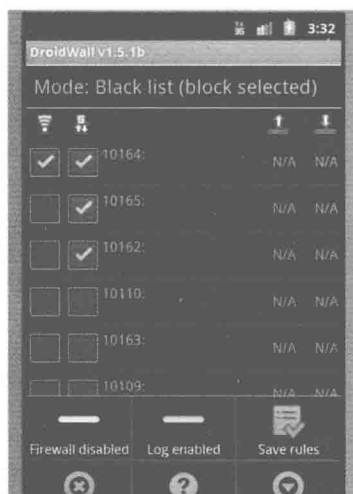 3:32
DroidWall v1.5.1b
Mode: Black list (block selected)
10164: N/A N/A
10165: N/A N/A
10162: N/A N/A
10110: N/A N/A
10163: N/A N/A
10109: N/A N/A
Firewall disabled Log enabled Save rules
?